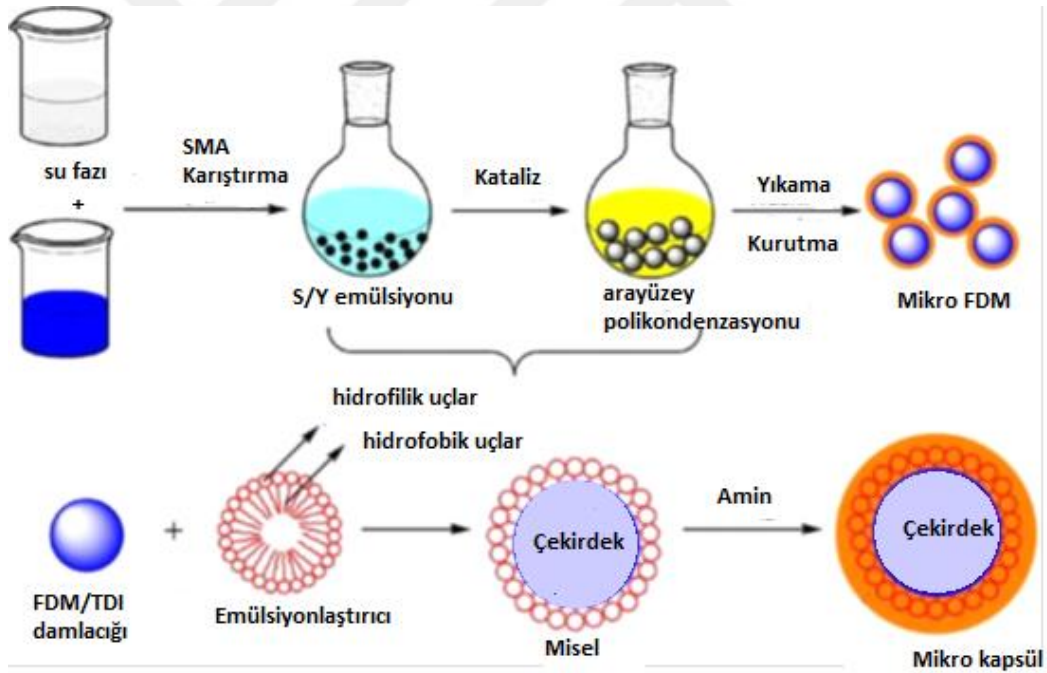 su fazı
+
SMA
Karıştırma
S/Y emülsiyonu
Kataliz
arayüzey
polikondenzasyonu
Yıkama
Kurutma
Mikro FDM
hidrofilik uçlar
hidrofobik uçlar
FDM/TDI
damlacığı
+
Emülsiyonlaştırıcı
Çekirdek
Misel
Amin
Çekirdek
Mikro kapsül